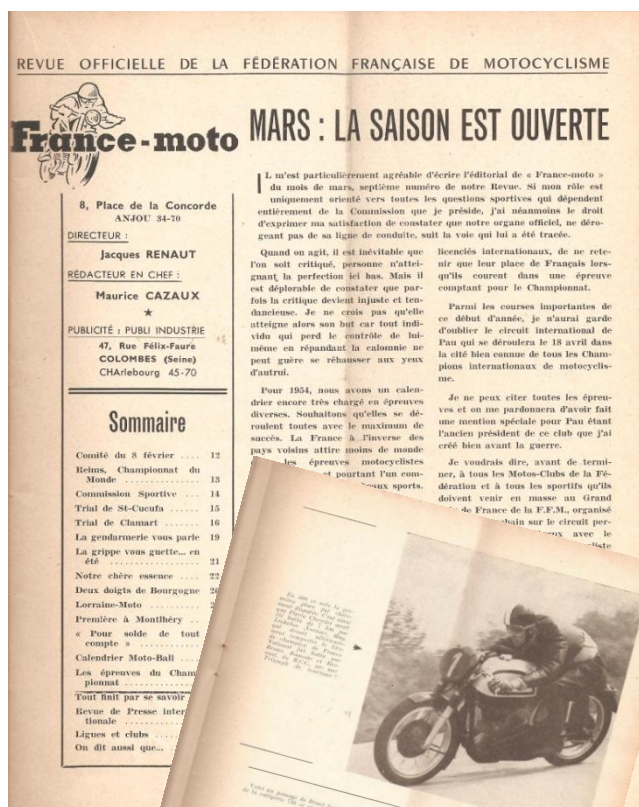 REVUE OFFICIELLE DE LA FÉDÉRATION FRANÇAISE DE MOTOCYCLISME
France-moto
MARS : LA SAISON EST OUVERTE
8, Place de la Concorde
ANJOU 34-70
DIRECTEUR :
Jacques RENAUT
RÉDACTEUR EN CHEF :
Maurice CAZAUX
PUBLICITÉ : PUBLI INDUSTRIE
47, Rue Félix-Faure
COLOMBES (Seine)
CHArlebourg 45-70
Sommaire
Comité du 8 février .... 12
Reims, Championnat du
Monde .............. 13
Commission Sportive .... 14
Trial de St-Cucufa ..... 15
Trial de Clamart ...... 16
La gendarmerie vous parle 19
La grippe vous guette... en
été ................. 21
Notre chère essence .... 22
Deux doigts de Bourgogne
Lorraine-Moto ........
Première à Montlhéry ..
« Pour solde de tout
compte » ............
Calendrier Moto-Ball ....
Les épreuves du Cham
pionnat ............
Tout finit par se savoir
Revue de Presse inter
tionale ............
Ligues et clubs ........
On dit aussi que...
IL m'est particulièrement agréable d'écrire l'éditorial de « France-moto »
du mois de mars, septième numéro de notre Revue. Si mon rôle est
uniquement orienté vers toutes les questions sportives qui dépendent
entièrement de la Commission que je préside, j'ai néanmoins le droit
d'exprimer ma satisfaction de constater que notre organe officiel, ne déro-
geant pas de sa ligne de conduite, suit la voie qui lui a été tracée.
Quand on agit, il est inévitable que
l'on soit critiqué, personne n'attei-
gnant la perfection ici bas. Mais il
est déplorable de constater que par-
fois la critique devient injuste et ten-
dancieuse. Je ne crois pas qu'elle
atteigne alors son but car tout indi-
vidu qui perd le contrôle de lui-
même en répandant la calomnie ne
peut guère se réhausser aux yeux
d'autrui.
Pour 1954, nous avons un calen-
drier encore très chargé en épreuves
diverses. Souhaitons qu'elles se dé-
roulent toutes avec le maximum de
succès. La France à l'inverse des
pays voisins attire moins de monde
les épreuves motocyclistes
et pourtant l'un com-
aux sports.
licenciés internationaux, de ne rete-
nir que leur place de Français lors-
qu'ils courent dans une épreuve
comptant pour le Championnat.
Parmi les courses importantes de
ce début d'année, je n'aurai garde
d'oublier le circuit international de
Pau qui se déroulera le 18 avril dans
la cité bien connue de tous les Cham-
pions internationaux de motocyclis-
me.
Je ne peux citer toutes les épreu-
ves et on me pardonnera d'avoir fait
une mention spéciale pour Pau étant
l'ancien président de ce club que j'ai
créé bien avant la guerre.
Je voudrais dire, avant de termi-
ner, à tous les Motos-Clubs de la Fé-
dération et à tous les sportifs qu'ils
doivent venir en masse au Grand
de France de la F.F.M., organisé
sur le circuit per-
avec le